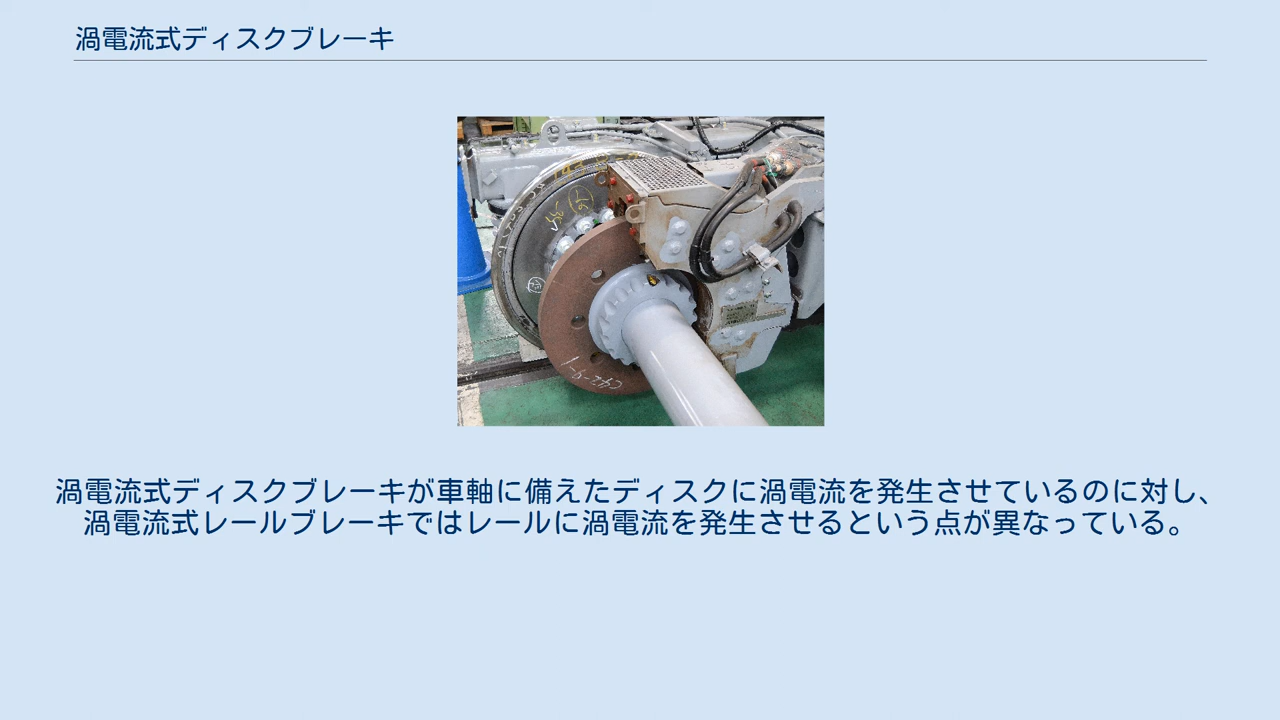 渦電流式ディスクブレーキ
渦電流式ディスクブレーキが車軸に備えたディスクに渦電流を発生させているのに対し、
渦電流式レールブレーキではレールに渦電流を発生させるという点が異なっている。